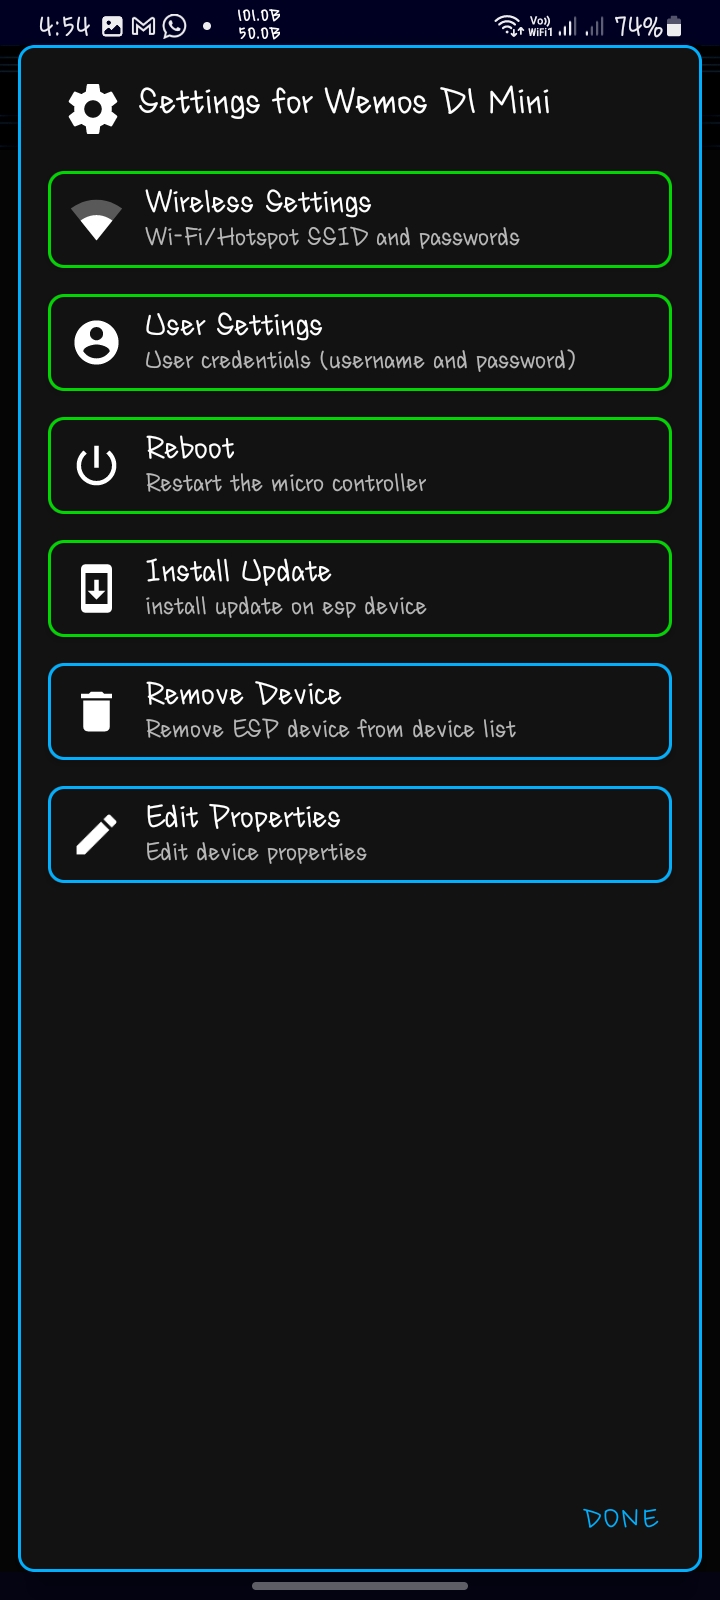 4:54
101.0B
50.0B
Vo))
WiFi1
74%
Settings for Wemos D1 Mini
Wireless Settings
Wi-Fi/Hotspot SSID and passwords
User Settings
User credentials (username and password)
Reboot
Restart the micro controller
Install Update
install update on esp device
Remove Device
Remove ESP device from device list
Edit Properties
Edit device properties
DONE